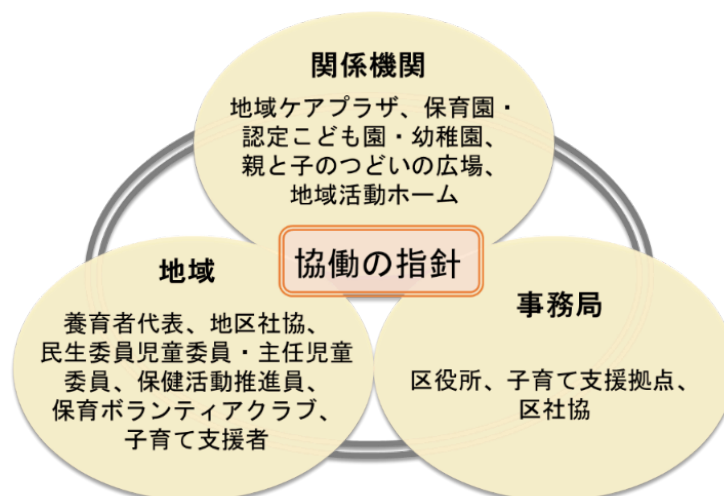 関係機関
地域ケアプラザ、保育園・
認定こども園・幼稚園、
親と子のつどいの広場、
地域活動ホーム
協働の指針
地域
養育者代表、地区社協、
民生委員児童委員・主任児童
委員、保健活動推進員、
保育ボランティアクラブ、
子育て支援者
事務局
区役所、子育て支援拠点、
区社協